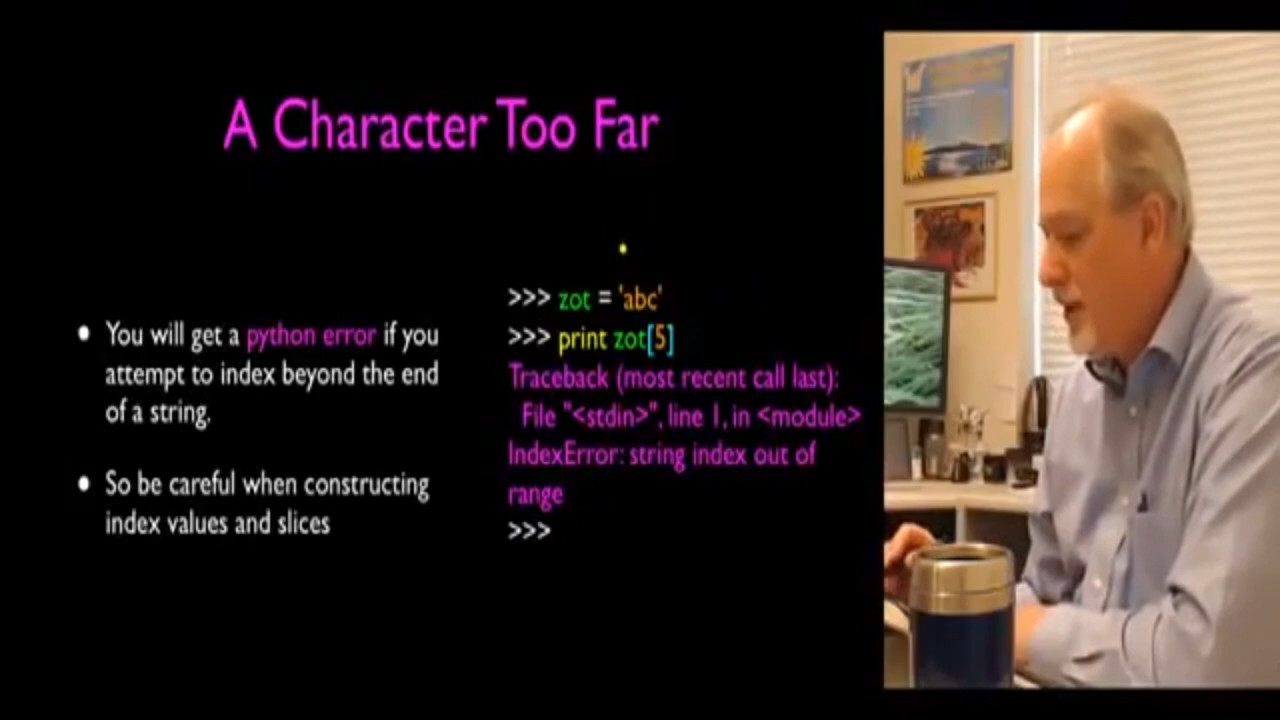 A Character Too Far
• You will get a python error if you
attempt to index beyond the end
of a string.
• So be careful when constructing
index values and slices
>>> zot = 'abc'
>>> print zot[5]
Traceback (most recent call last):
File "<stdin>", line 1, in <module>
IndexError: string index out of
range
>>>